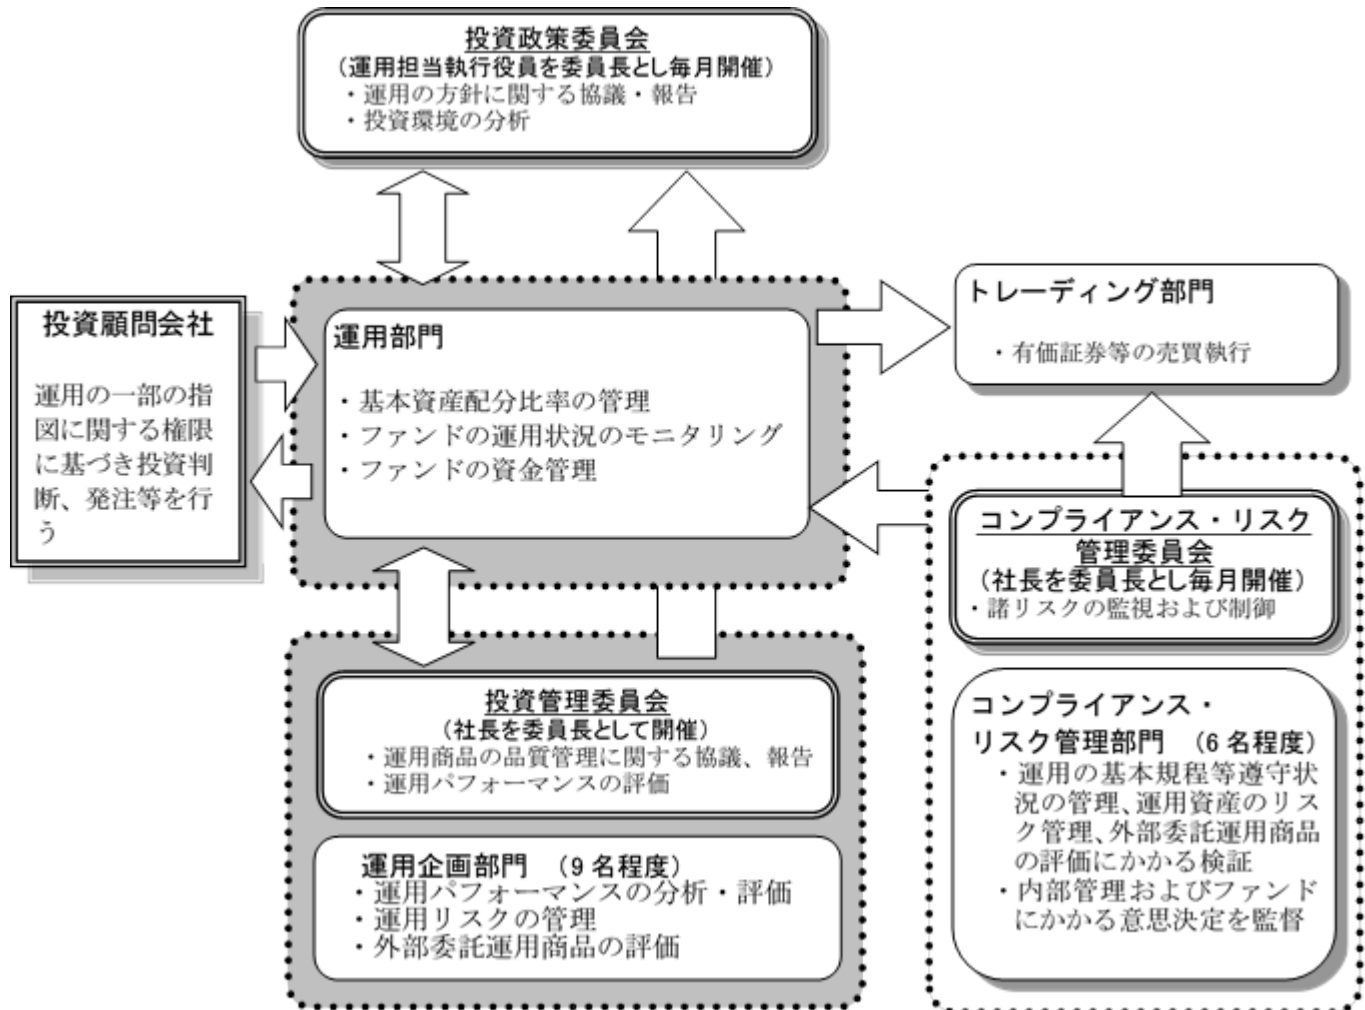 投資政策委員会
（運用担当執行役員を委員長とし毎月開催）
・運用の方針に関する協議・報告
・投資環境の分析
投資顧問会社
運用の一部の指
図に関する権限
に基づき投資判
断、発注等を行
う
運用部門
・基本資産配分比率の管理
・ファンドの運用状況のモニタリング
・ファンドの資金管理
トレーディング部門
・有価証券等の売買執行
コンプライアンス・リスク
管理委員会
（社長を委員長とし毎月開催）
・諸リスクの監視および制御
コンプライアンス・
リスク管理部門　（6 名程度）
・運用の基本規程等遵守状
況の管理、運用資産のリス
ク管理、外部委託運用商品
の評価にかかる検証
・内部管理およびファンド
にかかる意思決定を監督
投資管理委員会
（社長を委員長として開催）
・運用商品の品質管理に関する協議、報告
・運用パフォーマンスの評価
運用企画部門　（9 名程度）
・運用パフォーマンスの分析・評価
・運用リスクの管理
・外部委託運用商品の評価